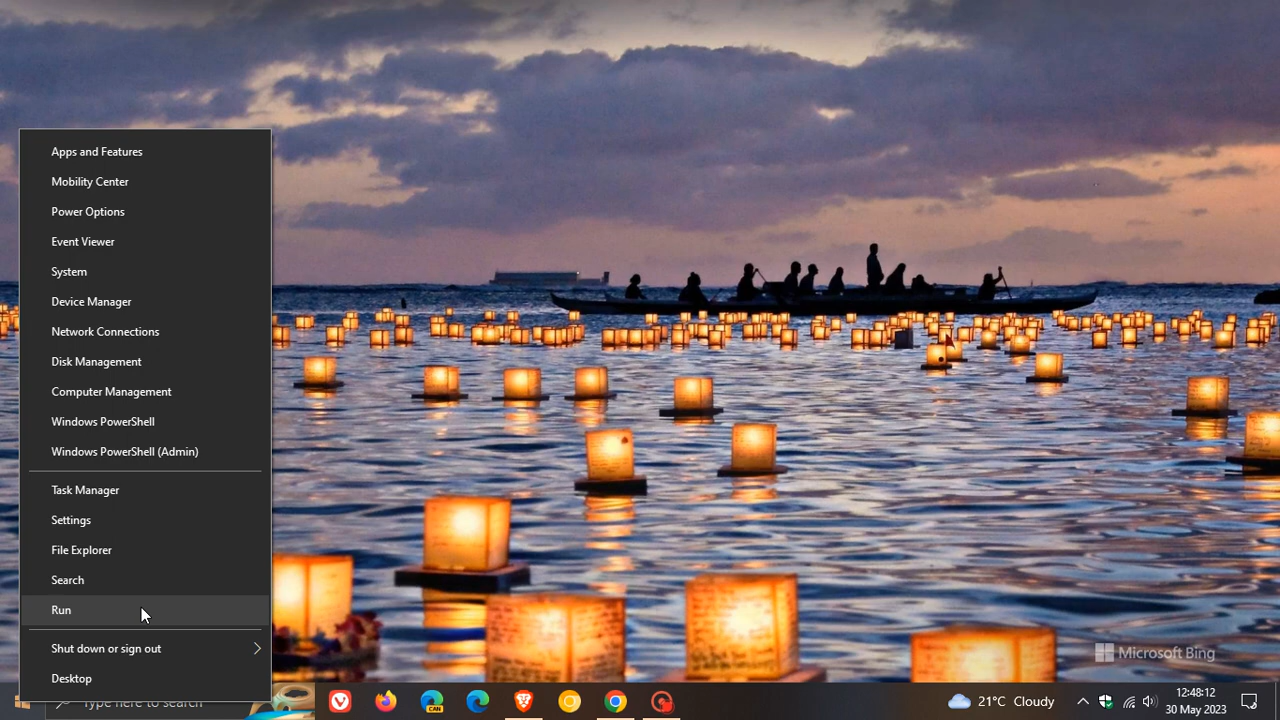 Apps and Features
Mobility Center
Power Options
Event Viewer
System
Device Manager
Network Connections
Disk Management
Computer Management
Windows PowerShell
Windows PowerShell (Admin)
Task Manager
Settings
File Explorer
Search
Run
Shut down or sign out
Desktop
Microsoft Bing
Type here to search
CAN
21°C Cloudy
12:48:12
30 May 2023